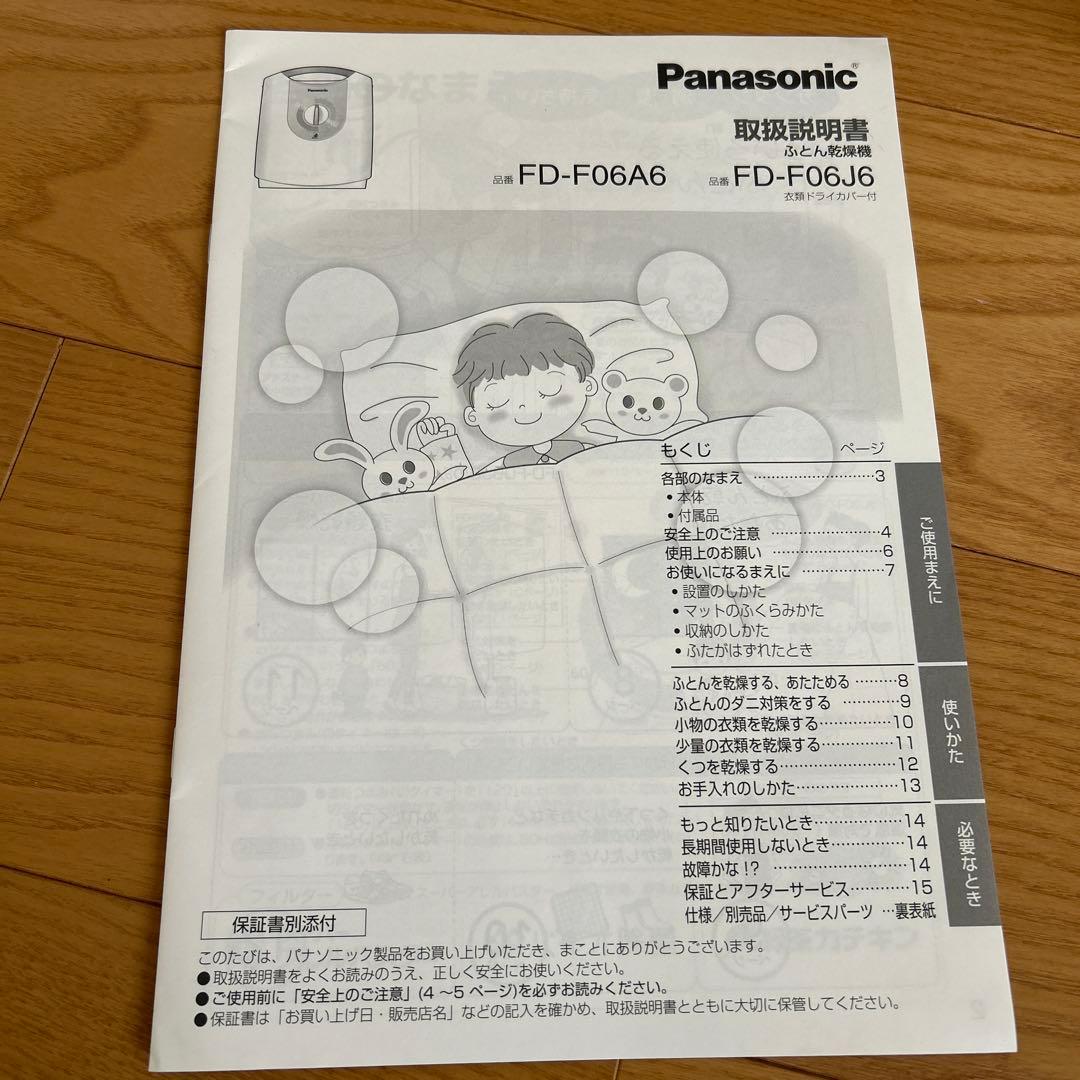 Panasonic
Panasonic®
取扱説明書
ふとん乾燥機
品番 FD-F06A6 品番 FD-F06J6
衣類ドライカバー付
もくじ ページ
各部のなまえ …………………………3
• 本体
• 付属品
安全上のご注意 ………………………4
使用上のお願い ………………………6
お使いになるまえに ………………7
• 設置のしかた
• マットのふくらみかた
• 収納のしかた
• ふたがはずれたとき
ご使用まえに
ふとんを乾燥する、あたためる ………8
ふとんのダニ対策をする …………9
小物の衣類を乾燥する……………10
少量の衣類を乾燥する……………11
くつを乾燥する……………………12
お手入れのしかた…………………13
使いかた
もっと知りたいとき………………14
長期間使用しないとき……………14
故障かな!? ………………………14
保証とアフターサービス…………15
仕様/別売品/サービスパーツ …裏表紙
必要なとき
保証書別添付
このたびは、パナソニック製品をお買い上げいただき、まことにありがとうございます。
●取扱説明書をよくお読みのうえ、正しく安全にお使いください。
●ご使用前に「安全上のご注意」(4 ~5 ページ)を必ずお読みください。
●保証書は「お買い上げ日・販売店名」などの記入を確かめ、取扱説明書とともに大切に保管してください。